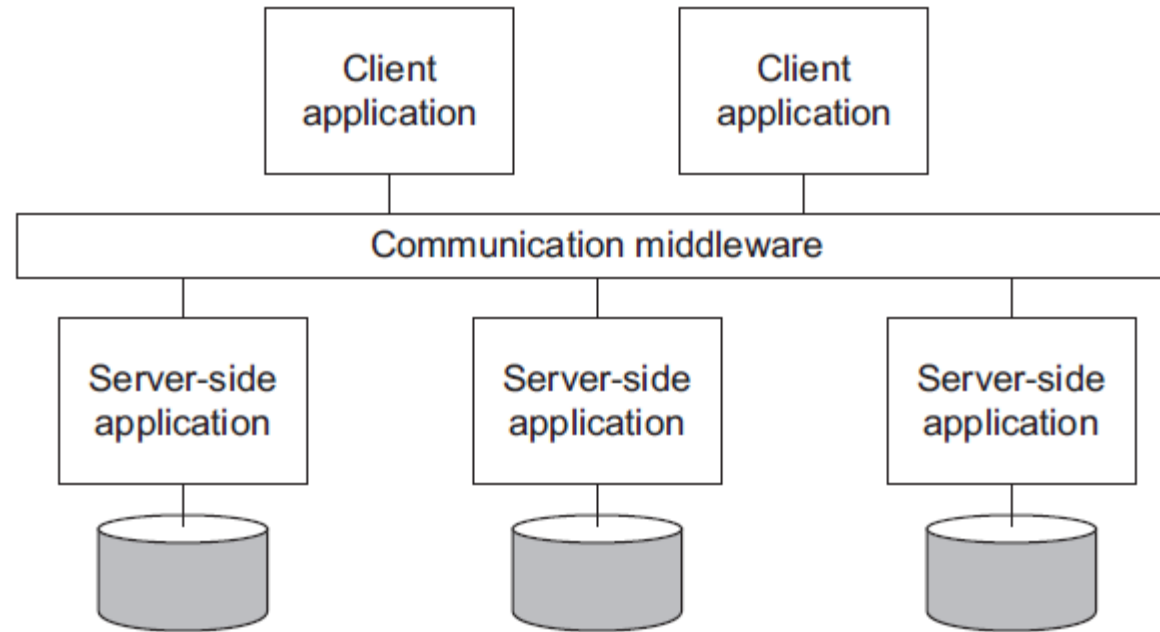 Client
application
Client
application
Communication middleware
Server-side
application
Server-side
application
Server-side
application